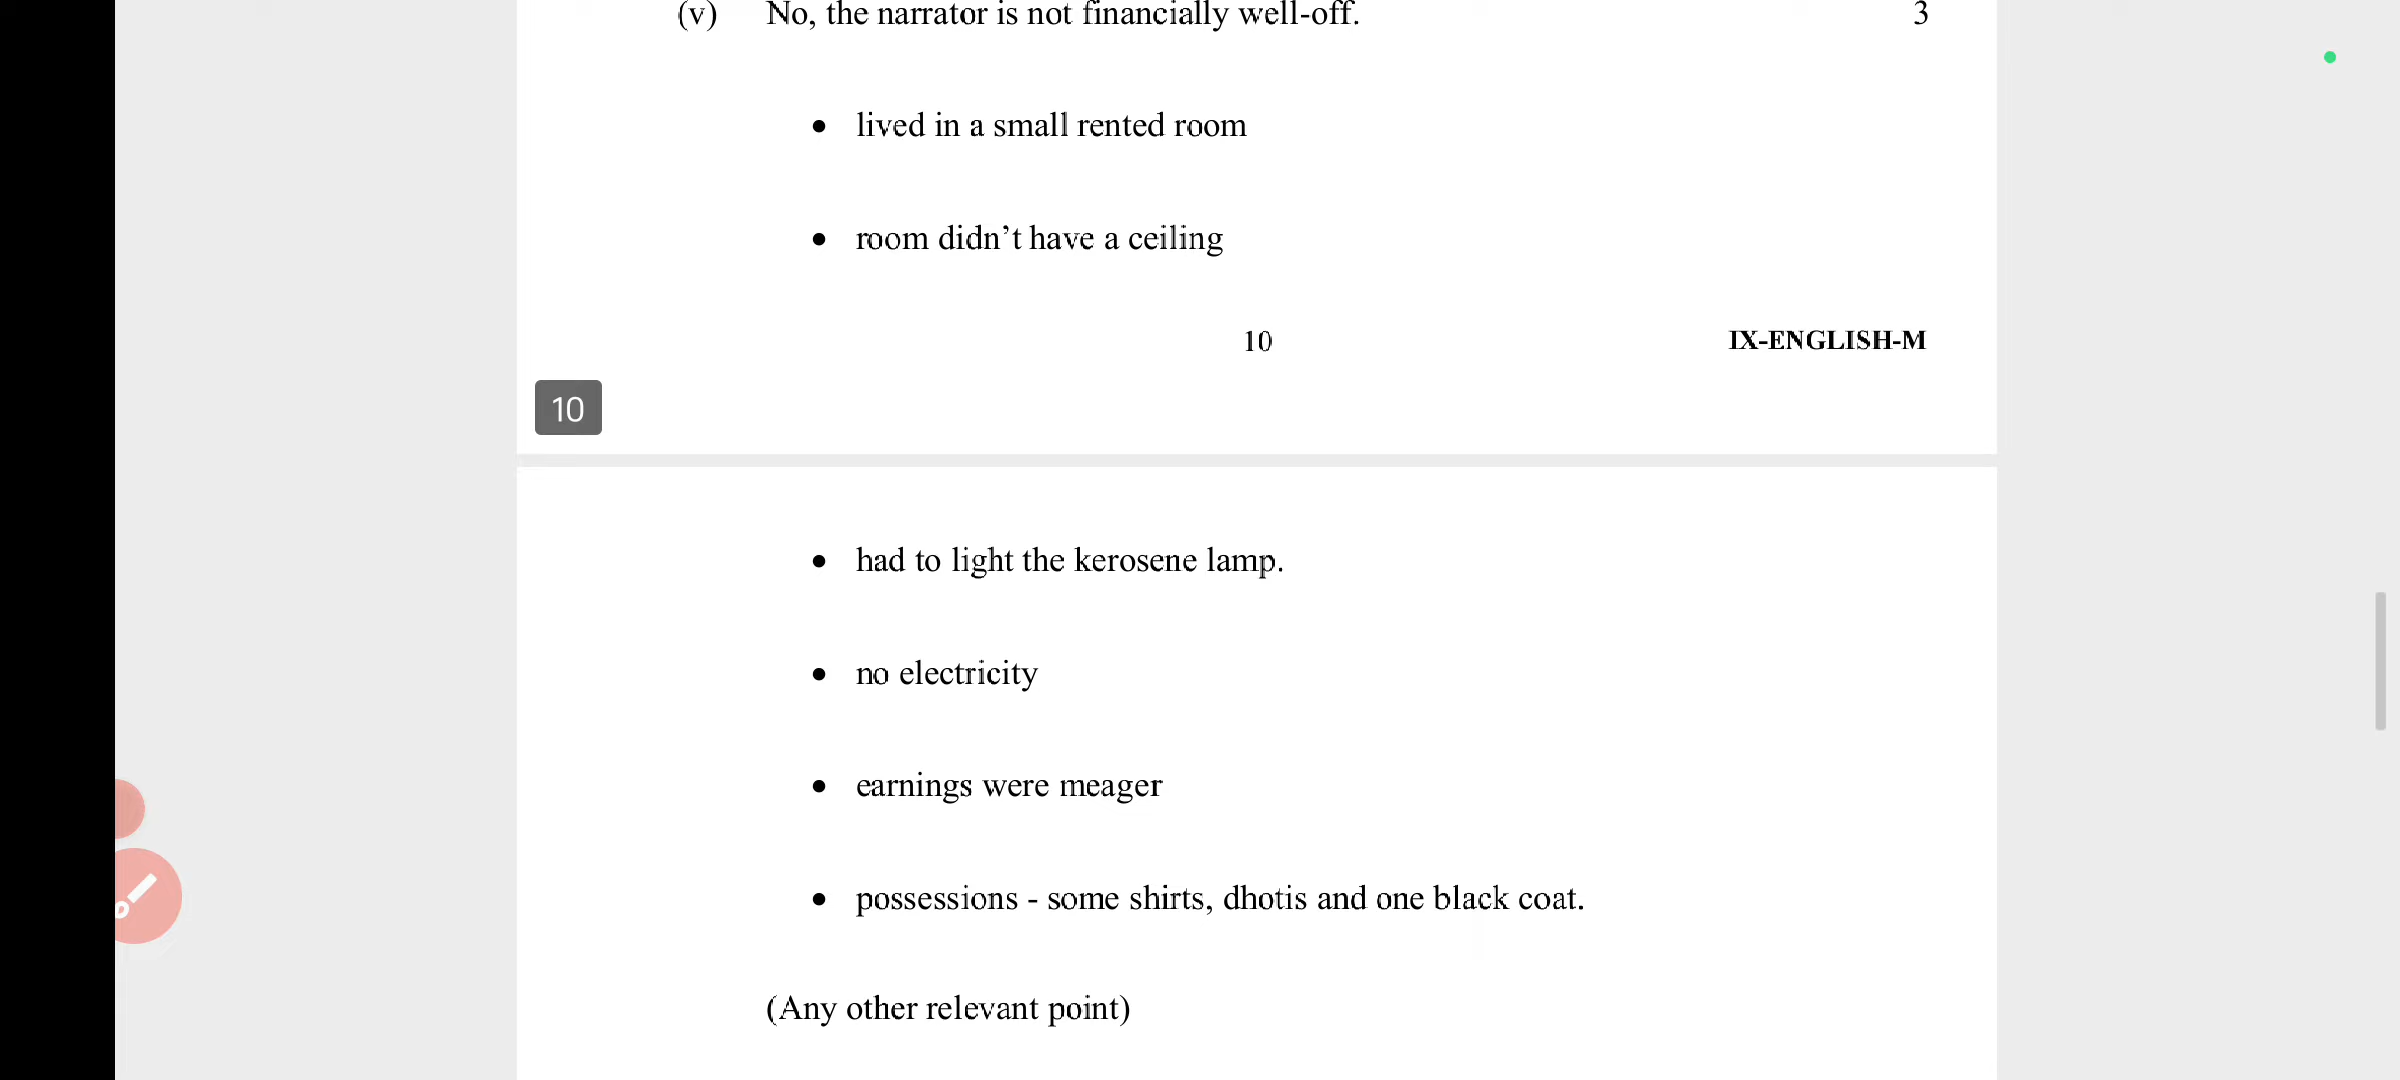 (v) No, the narrator is not financially well-off. 3
• lived in a small rented room
• room didn’t have a ceiling
10 IX-ENGLISH-M
10
• had to light the kerosene lamp.
• no electricity
• earnings were meager
• possessions - some shirts, dhotis and one black coat.
(Any other relevant point)